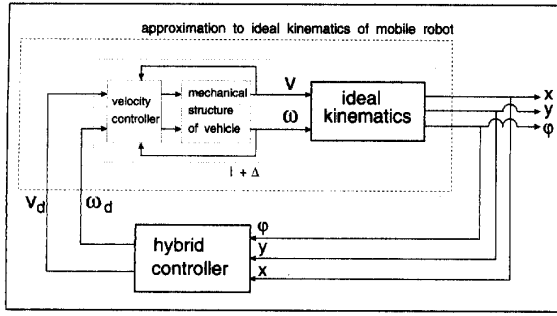 approximation to ideal kinematics of mobile robot
velocity
controller
mechanical
structure
of vehicle
V
ω
ideal
kinematics
x
y
φ
1 + Δ
V_d
ω_d
hybrid
controller
φ
y
x